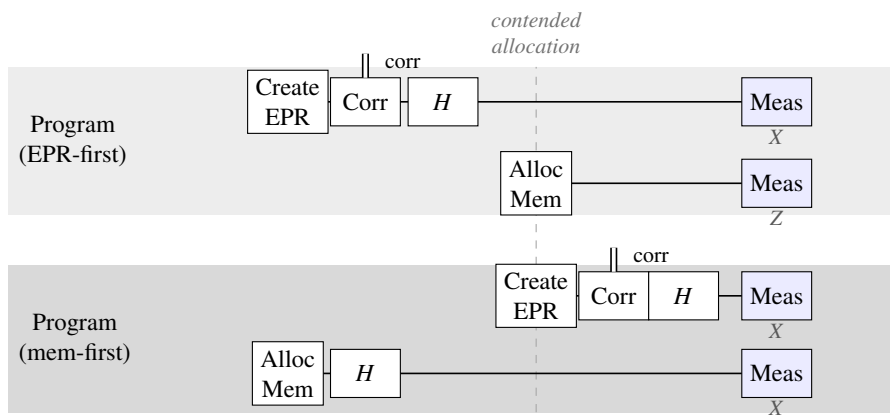 contended
allocation
corr
Create
EPR
Corr
H
Meas
X
Program
(EPR-first)
Alloc
Mem
Meas
Z
corr
Create
EPR
Corr
H
Meas
X
Program
(mem-first)
Alloc
Mem
H
Meas
X